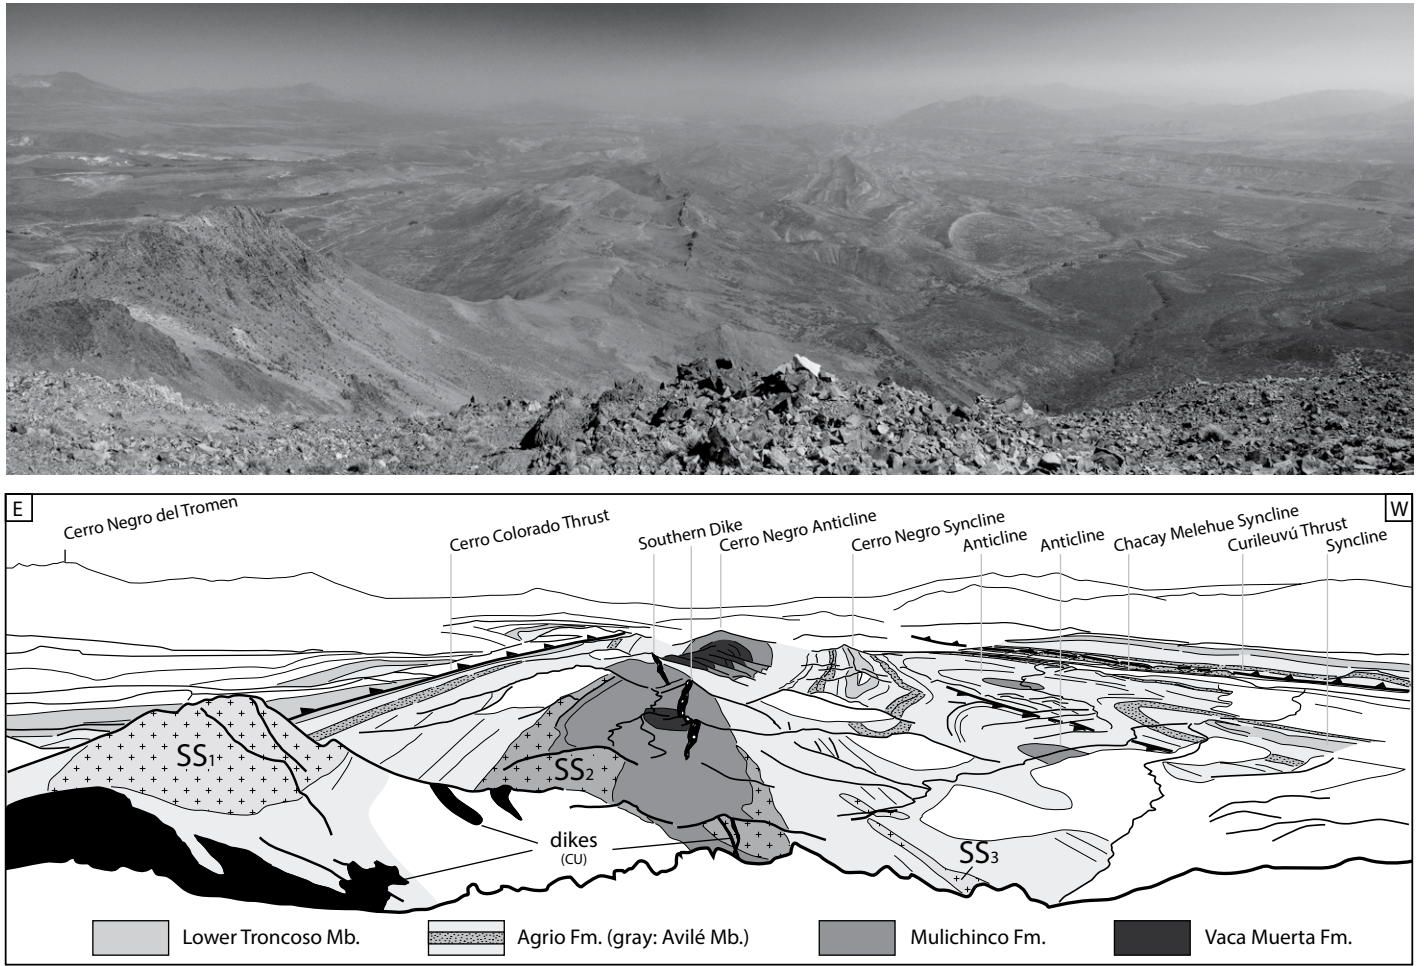 E
W
Cerro Negro del Tromen
Cerro Colorado Thrust
Southern Dike
Cerro Negro Anticline
Cerro Negro Syncline
Anticline
Anticline
Chacay Melehue Syncline
Curileuvú Thrust
Syncline
SS1
SS2
dikes
(CU)
SS3
Lower Troncoso Mb.
Agrio Fm. (gray: Avilé Mb.)
Mulichinco Fm.
Vaca Muerta Fm.